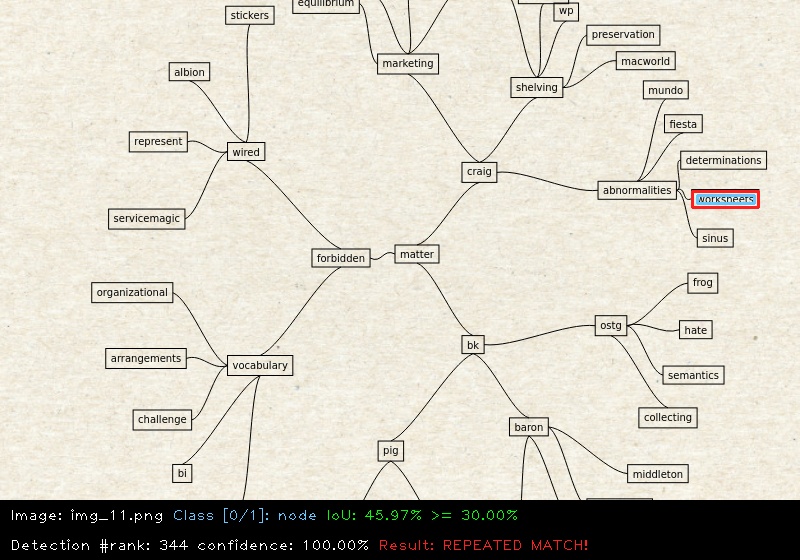 stickers
equilibrium
wp
preservation
macworld
marketing
shelving
albion
mundo
fiesta
represent
wired
determinations
craig
abnormalities
worksheets
servicemagic
sinus
forbidden
matter
organizational
frog
ostg
hate
bk
arrangements
vocabulary
semantics
challenge
collecting
baron
pig
bi
middleton
Image: img_11.png Class [0/1]: node IoU: 45.97% >= 30.00%
Detection #rank: 344 confidence: 100.00% Result: REPEATED MATCH!